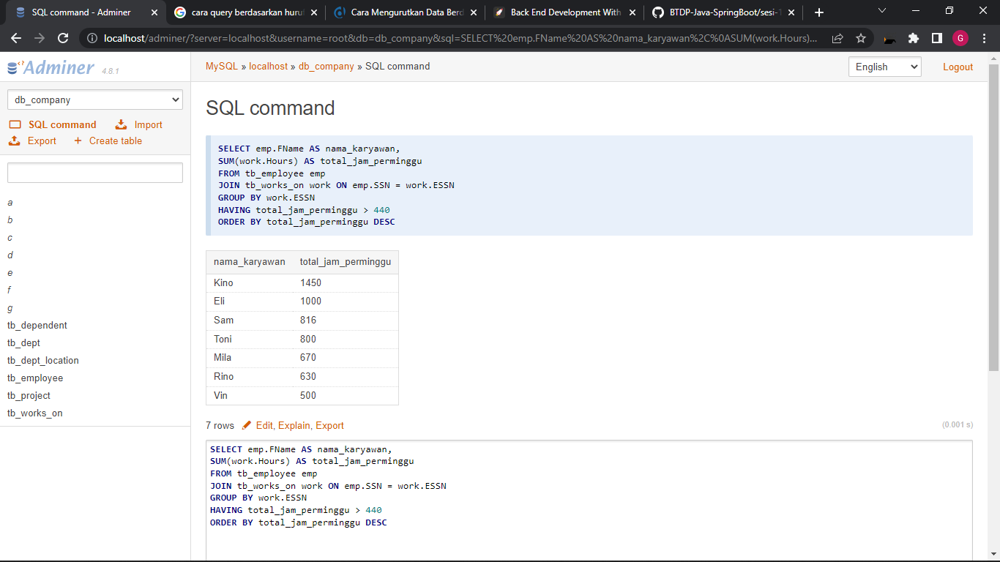 SQL command - Adminer
cara query berdasarkan huru
Cara Mengurutkan Data Berd
Back End Development With
BTDP-Java-SpringBoot/sesi-1
localhost/adminer/?server=localhost&username=root&db=db_company&sql=SELECT%20emp.FName%20AS%20nama_karyawan%2C%0ASUM(work.Hours)...
G
Adminer 4.8.1
MySQL » localhost » db_company » SQL command
English
Logout
db_company
SQL command
Import
Export
Create table
a
b
c
d
e
f
g
tb_dependent
tb_dept
tb_dept_location
tb_employee
tb_project
tb_works_on
SQL command
SELECT emp.FName AS nama_karyawan,
SUM(work.Hours) AS total_jam_perminggu
FROM tb_employee emp
JOIN tb_works_on work ON emp.SSN = work.ESSN
GROUP BY work.ESSN
HAVING total_jam_perminggu > 440
ORDER BY total_jam_perminggu DESC
nama_karyawan total_jam_perminggu
Kino 1450
Eli 1000
Sam 816
Toni 800
Mila 670
Rino 630
Vin 500
7 rows Edit, Explain, Export
(0.001 s)
SELECT emp.FName AS nama_karyawan,
SUM(work.Hours) AS total_jam_perminggu
FROM tb_employee emp
JOIN tb_works_on work ON emp.SSN = work.ESSN
GROUP BY work.ESSN
HAVING total_jam_perminggu > 440
ORDER BY total_jam_perminggu DESC